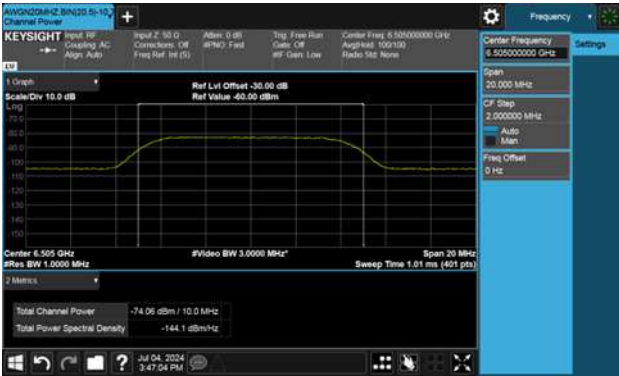 AWGN20MHZ.BIN(20.5)-10,
Channel Power
Frequency
KEYSIGHT
Input: RF
Coupling: AC
Align: Auto
Input Z: 50 Ω
Corrections: Off
Freq Ref: Int (S)
Atten: 0 dB
#PNO: Fast
Trig: Free Run
Gate: Off
#IF Gain: Low
Center Freq: 6.505000000 GHz
Avg|Hold: 100/100
Radio Std: None
Center Frequency
6.505000000 GHz
Settings
Span
20.000 MHz
CF Step
2.000000 MHz
Auto
Man
Freq Offset
0 Hz
1 Graph
Scale/Div 10.0 dB
Ref Lvl Offset -30.00 dB
Ref Value -60.00 dBm
Log
-70.0
-80.0
-90.0
-100
-110
-120
-130
-140
-150
Center 6.505 GHz
#Video BW 3.0000 MHz*
Span 20 MHz
#Res BW 1.0000 MHz
Sweep Time 1.01 ms (401 pts)
2 Metrics
Total Channel Power -74.06 dBm / 10.0 MHz
Total Power Spectral Density -144.1 dBm/Hz
?
Jul 04, 2024
3:47:04 PM